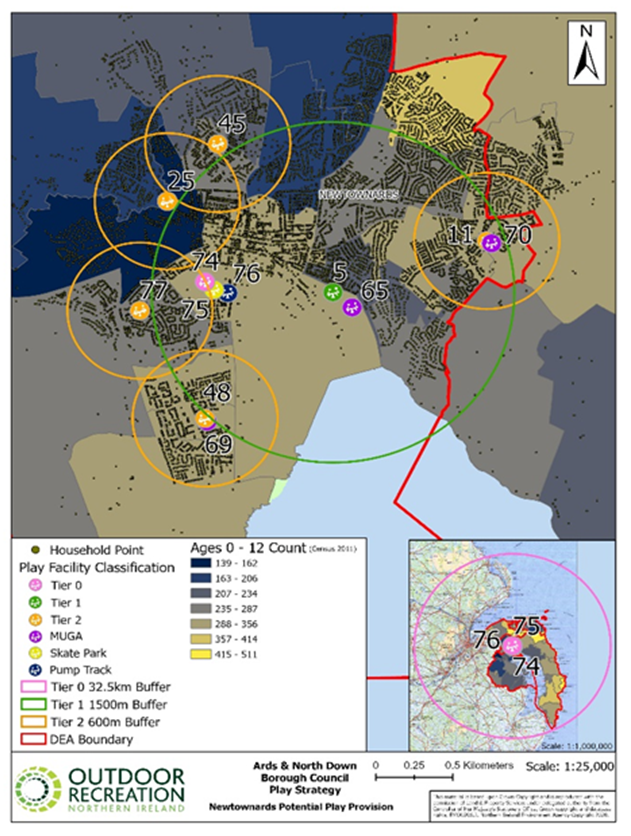 N
45
25
NEWTOWNARDS
11 70
74
76
5
77
75
65
48
69
Household Point
Play Facility Classification
Tier 0
Tier 1
Tier 2
MUGA
Skate Park
Pump Track
Tier 0 32.5km Buffer
Tier 1 1500m Buffer
Tier 2 600m Buffer
DEA Boundary
Ages 0 - 12 Count (Census 2011)
139 - 162
163 - 206
207 - 234
235 - 287
288 - 356
357 - 414
415 - 511
75
76
74
Scale: 1:1,000,000
OUTDOOR
RECREATION
NORTHERN IRELAND
Ards & North Down
Borough Council
Play Strategy
Newtownards Potential Play Provision
0 0.25 0.5 Kilometers
Scale: 1:25,000